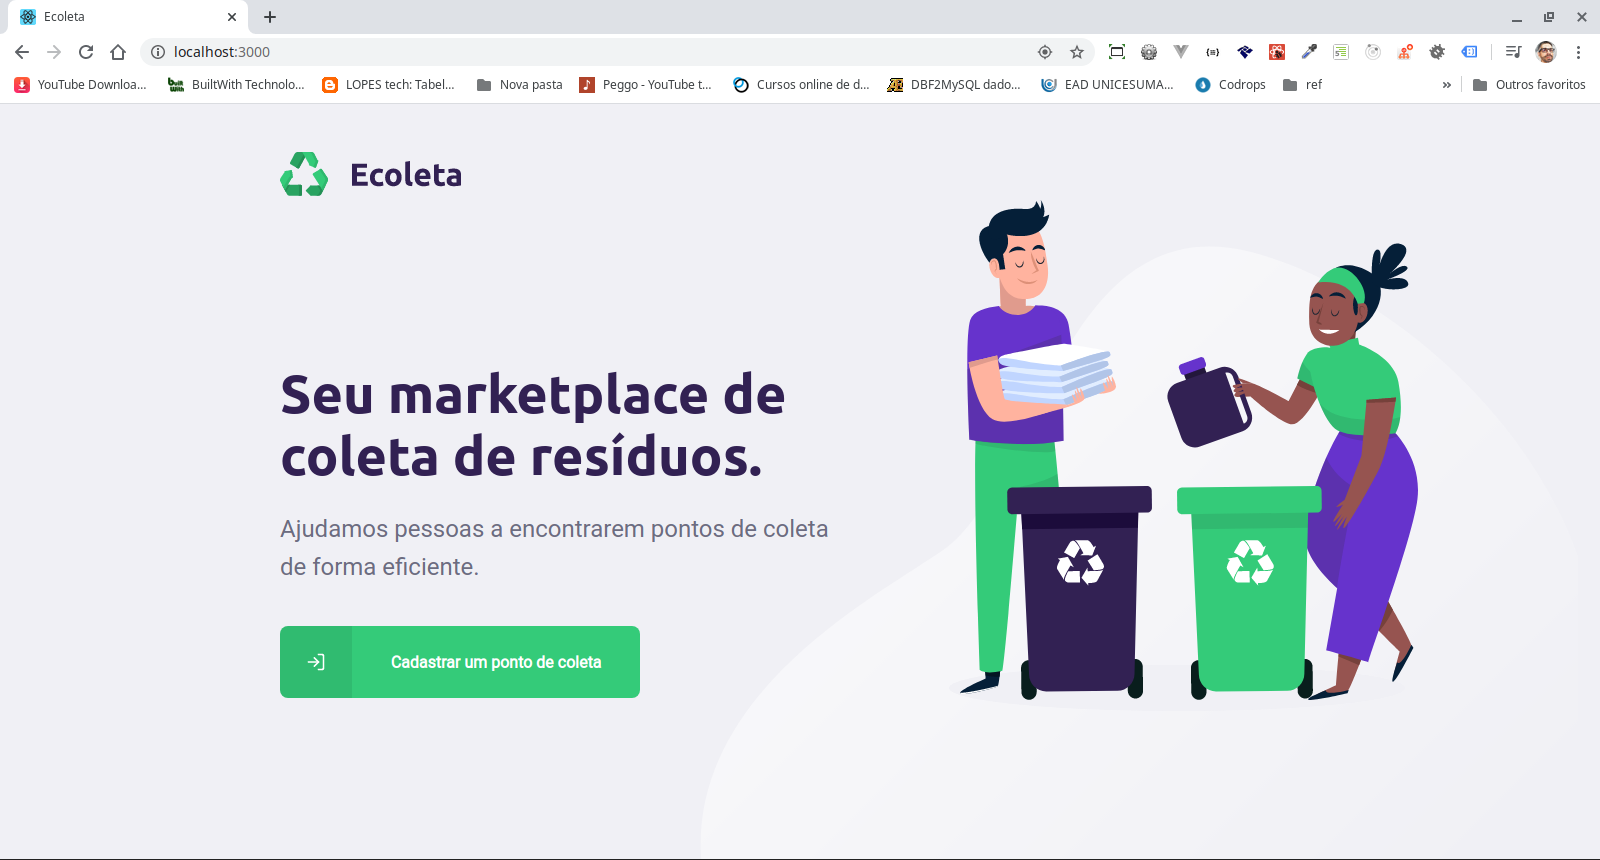 Ecoleta
localhost:3000
YouTube Downloa...
BuiltWith Technolo...
LOPES tech: Tabel...
Nova pasta
Peggo - YouTube t...
Cursos online de d...
DBF2MySQL dado...
EAD UNICESUMA...
Codrops
ref
»
Outros favoritos
Ecoleta
Seu marketplace de
coleta de resíduos.
Ajudamos pessoas a encontrarem pontos de coleta
de forma eficiente.
Cadastrar um ponto de coleta